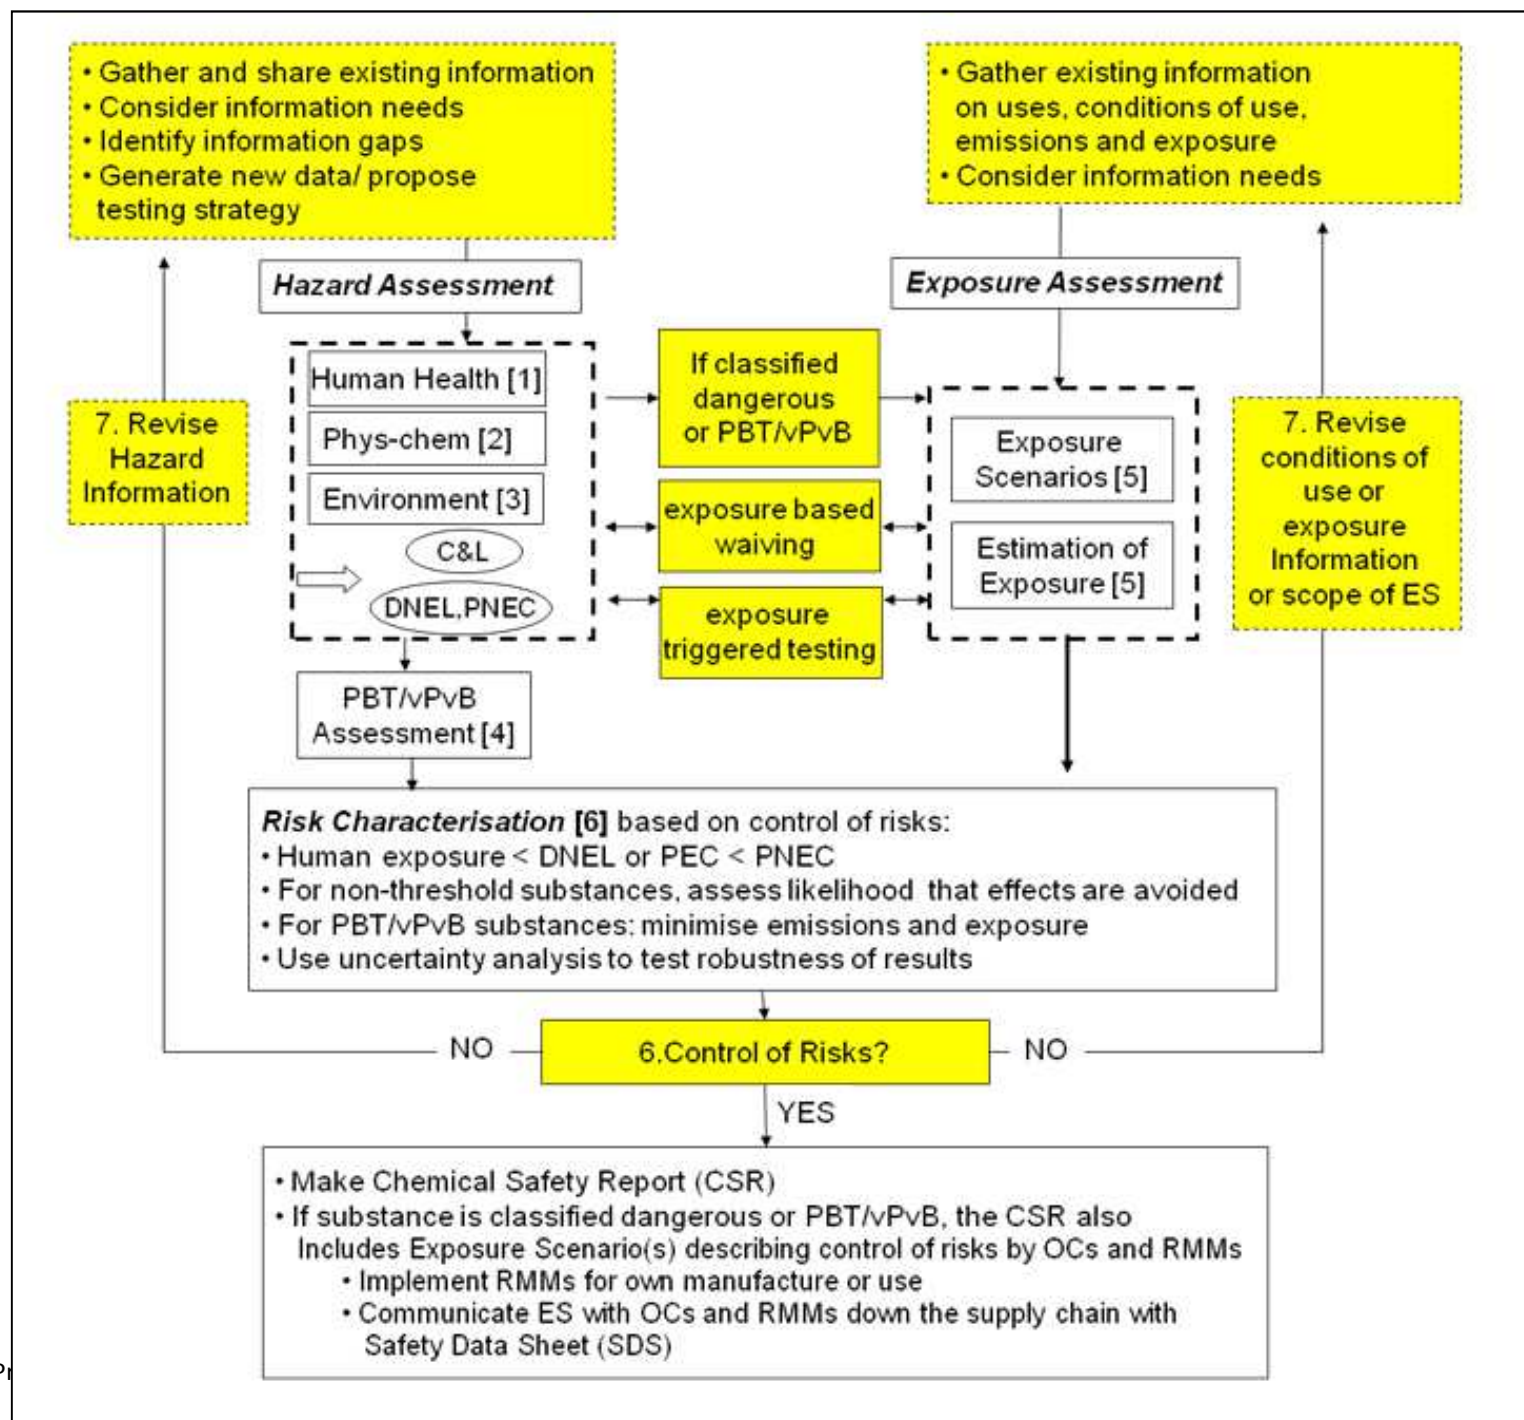 • Gather and share existing information
• Consider information needs
• Identify information gaps
• Generate new data/ propose
testing strategy
• Gather existing information
on uses, conditions of use,
emissions and exposure
• Consider information needs
Hazard Assessment
Exposure Assessment
Human Health [1]
Phys-chem [2]
Environment [3]
C&L
DNEL,PNEC
If classified
dangerous
or PBT/vPvB
exposure based
waiving
exposure
triggered testing
Exposure
Scenarios [5]
Estimation of
Exposure [5]
7. Revise
Hazard
Information
7. Revise
conditions of
use or
exposure
Information
or scope of ES
PBT/vPvB
Assessment [4]
Risk Characterisation [6] based on control of risks:
• Human exposure < DNEL or PEC < PNEC
• For non-threshold substances, assess likelihood that effects are avoided
• For PBT/vPvB substances: minimise emissions and exposure
• Use uncertainty analysis to test robustness of results
NO
6.Control of Risks?
NO
YES
• Make Chemical Safety Report (CSR)
• If substance is classified dangerous or PBT/vPvB, the CSR also
Includes Exposure Scenario(s) describing control of risks by OCs and RMMs
• Implement RMMs for own manufacture or use
• Communicate ES with OCs and RMMs down the supply chain with
Safety Data Sheet (SDS)